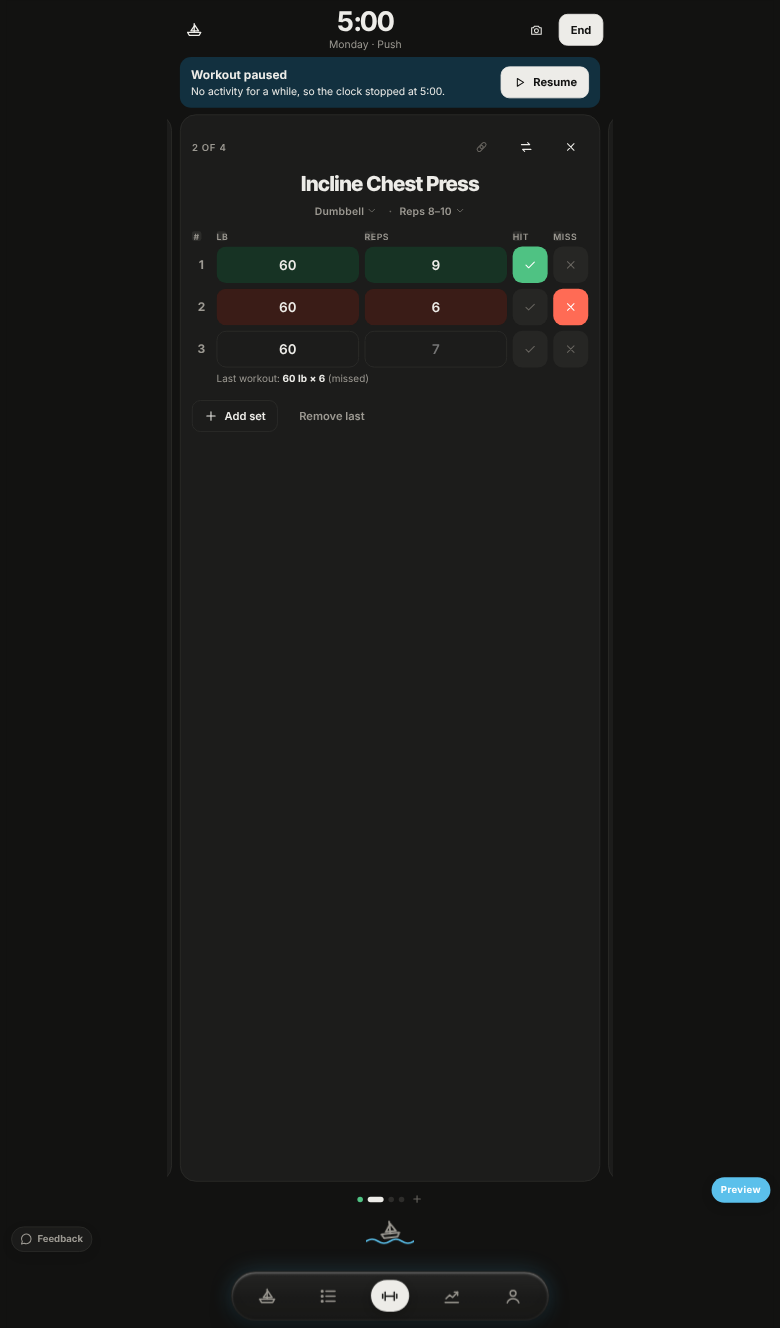 5:00
Monday · Push
End
Workout paused
No activity for a while, so the clock stopped at 5:00.
Resume
2 OF 4
Incline Chest Press
Dumbbell · Reps 8–10
# LB REPS HIT MISS
1 60 9
2 60 6
3 60 7
Last workout: 60 lb × 6 (missed)
+ Add set Remove last
Preview
Feedback